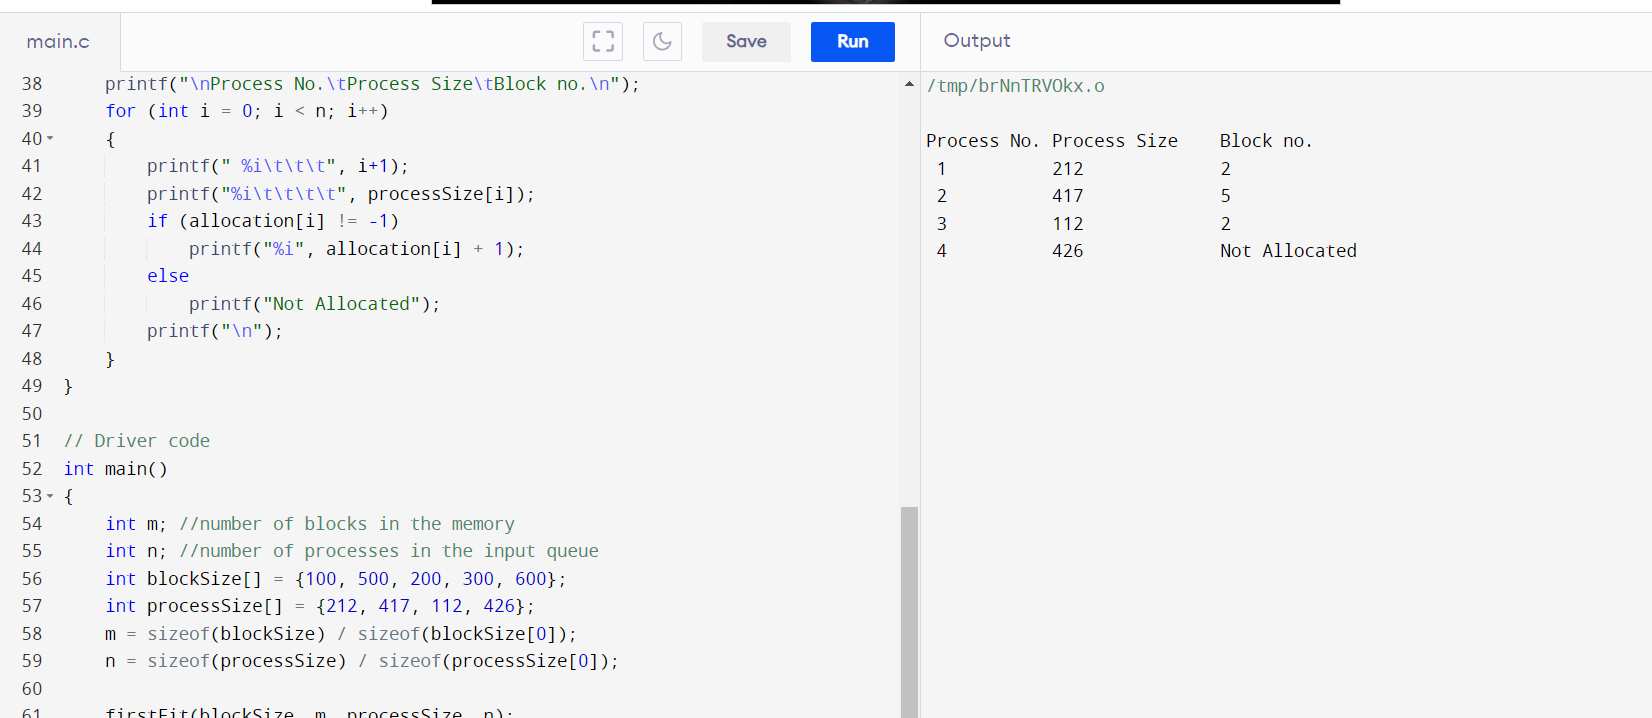 main.c
Save
Run
Output
38 printf("\nProcess No.\tProcess Size\tBlock no.\n");
39 for (int i = 0; i < n; i++)
40 {
41 printf(" %i\t\t\t", i+1);
42 printf("%i\t\t\t\t", processSize[i]);
43 if (allocation[i] != -1)
44 printf("%i", allocation[i] + 1);
45 else
46 printf("Not Allocated");
47 printf("\n");
48 }
49 }
50
51 // Driver code
52 int main()
53 {
54 int m; //number of blocks in the memory
55 int n; //number of processes in the input queue
56 int blockSize[] = {100, 500, 200, 300, 600};
57 int processSize[] = {212, 417, 112, 426};
58 m = sizeof(blockSize) / sizeof(blockSize[0]);
59 n = sizeof(processSize) / sizeof(processSize[0]);
60
61 firstFit(blockSize, m, processSize, n);
/tmp/brNnTRVOkx.o
Process No. Process Size Block no.
1 212 2
2 417 5
3 112 2
4 426 Not Allocated